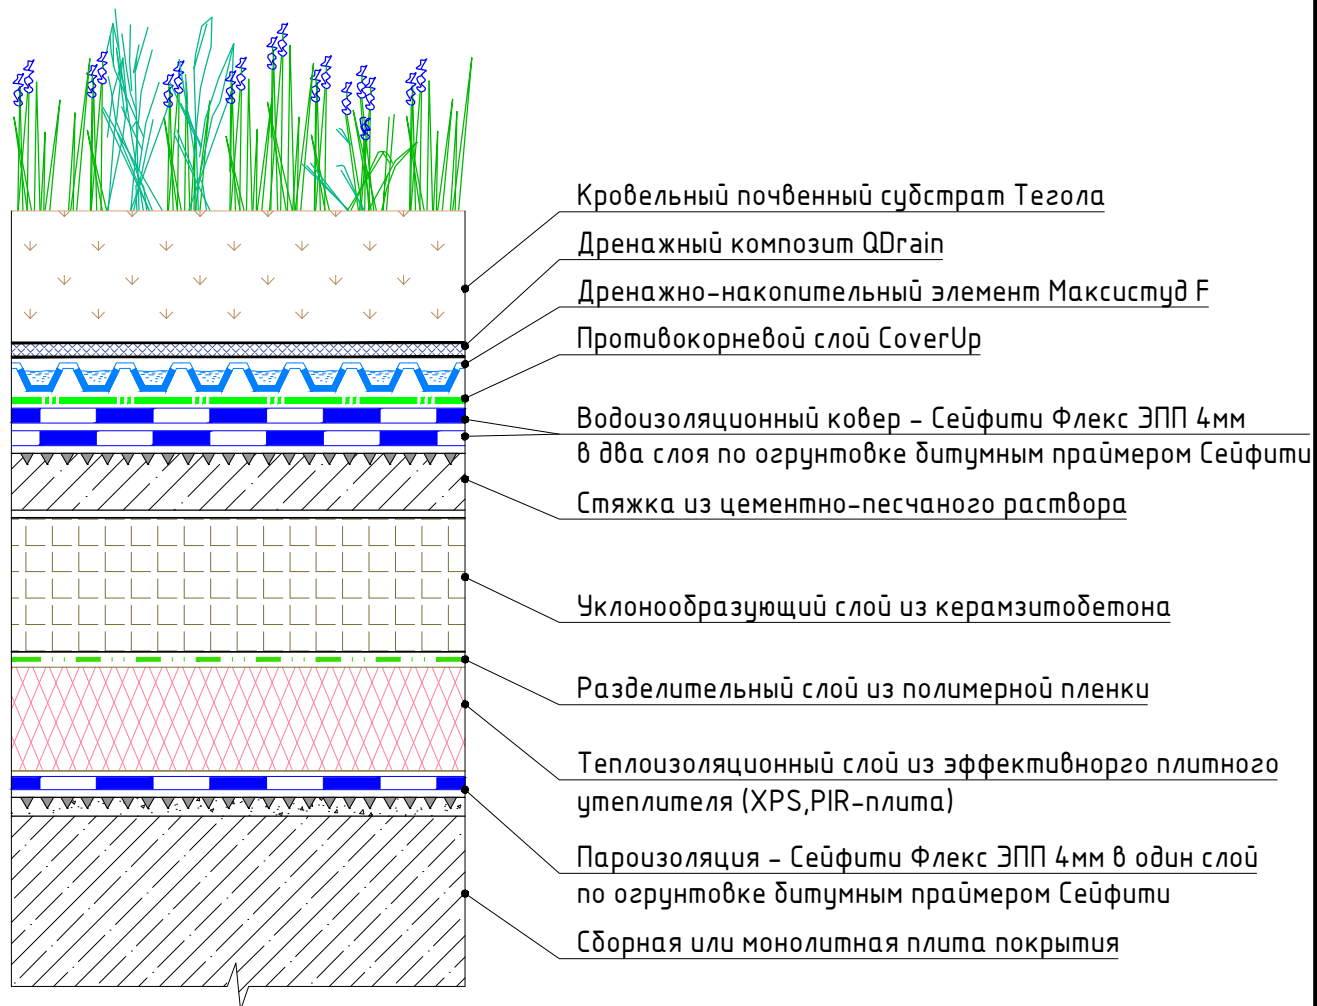 Кровельный почвенный субстрат Тегола
Дренажный композит QDrain
Дренажно-накопительный элемент Максистуд F
Противокорневой слой CoverUp
Водоизоляционный ковер - Сейфити Флекс ЭПП 4мм
в два слоя по огрунтовке битумным праймером Сейфити
Стяжка из цементно-песчаного раствора
Уклонообразующий слой из керамзитобетона
Разделительный слой из полимерной пленки
Теплоизоляционный слой из эффективнорго плитного
утеплителя (XPS,PIR-плита)
Пароизоляция - Сейфити Флекс ЭПП 4мм в один слой
по огрунтовке битумным праймером Сейфити
Сборная или монолитная плита покрытия